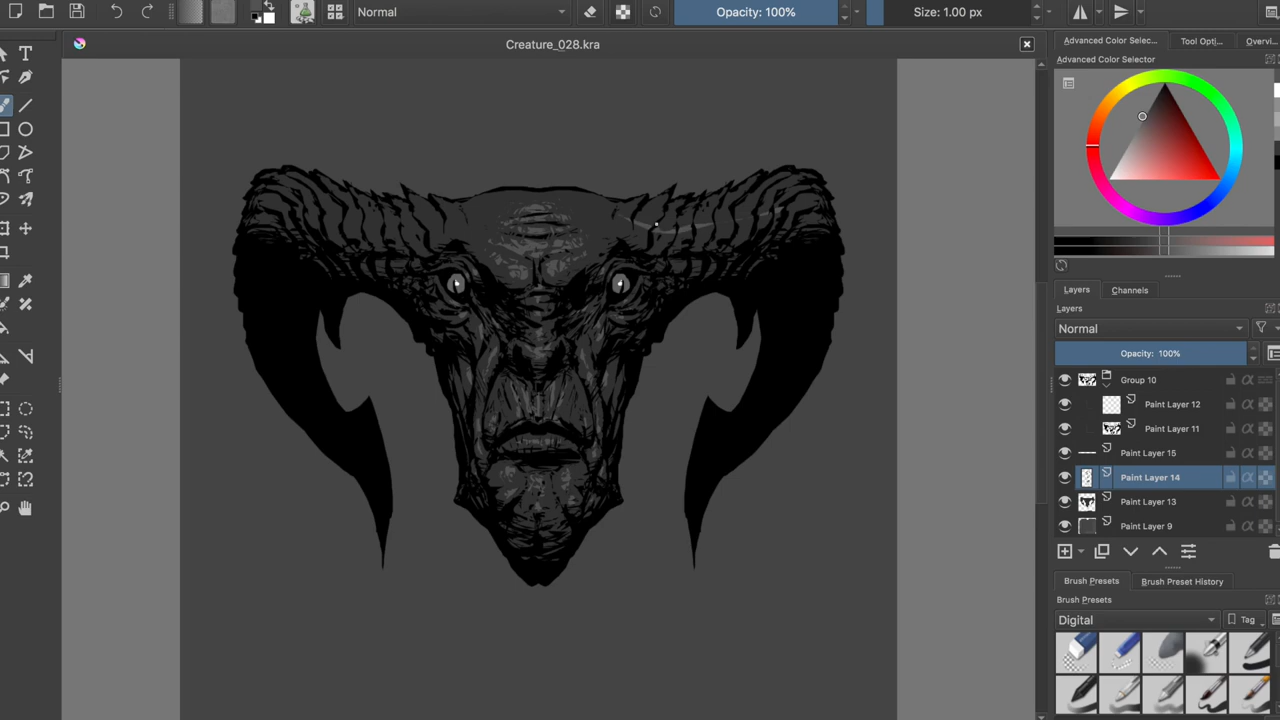 Normal
Opacity: 100%
Size: 1.00 px
Creature_028.kra
Advanced Color Selec...
Tool Opti...
Overvi...
Advanced Color Selector
Layers
Channels
Layers
Normal
Opacity: 100%
Group 10
Paint Layer 12
Paint Layer 11
Paint Layer 15
Paint Layer 14
Paint Layer 13
Paint Layer 9
Brush Presets
Brush Preset History
Brush Presets
Digital
Tag